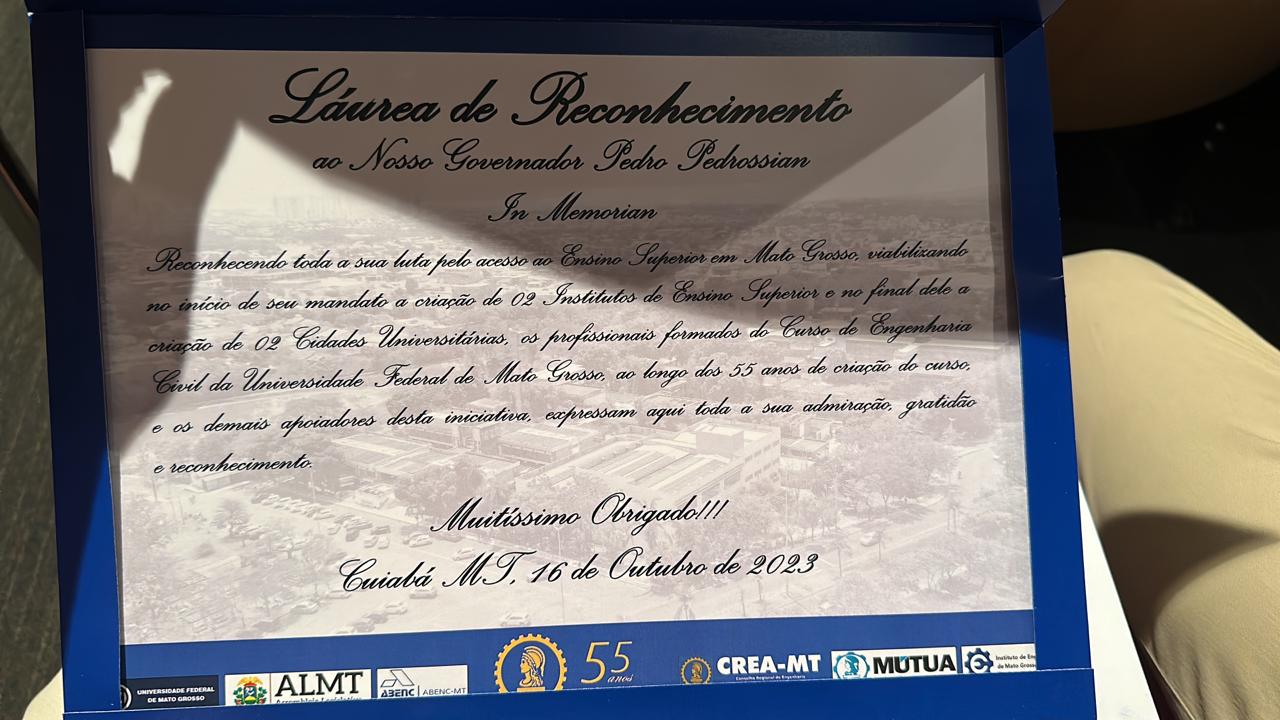 Láurea de Reconhecimento
ao Nosso Governador Pedro Pedrossian
In Memorian
Reconhecendo toda a sua luta pelo acesso ao Ensino Superior em Mato Grosso, viabilizando
no início de seu mandato a criação de 02 Institutos de Ensino Superior e no final dele a
criação de 02 Cidades Universitárias, os profissionais formados do Curso de Engenharia
Civil da Universidade Federal de Mato Grosso, ao longo dos 55 anos de criação do curso,
e os demais apoiadores desta iniciativa, expressam aqui toda a sua admiração, gratidão
e reconhecimento.
Muitíssimo Obrigado!!!
Cuiabá MT, 16 de Outubro de 2023
UNIVERSIDADE FEDERAL
DE MATO GROSSO
ALMT
Assembleia Legislativa
ABENC
ABENC-MT
55
anos
CREA-MT
Conselho Regional de Engenharia
MÚTUA
Instituto de
de Mato